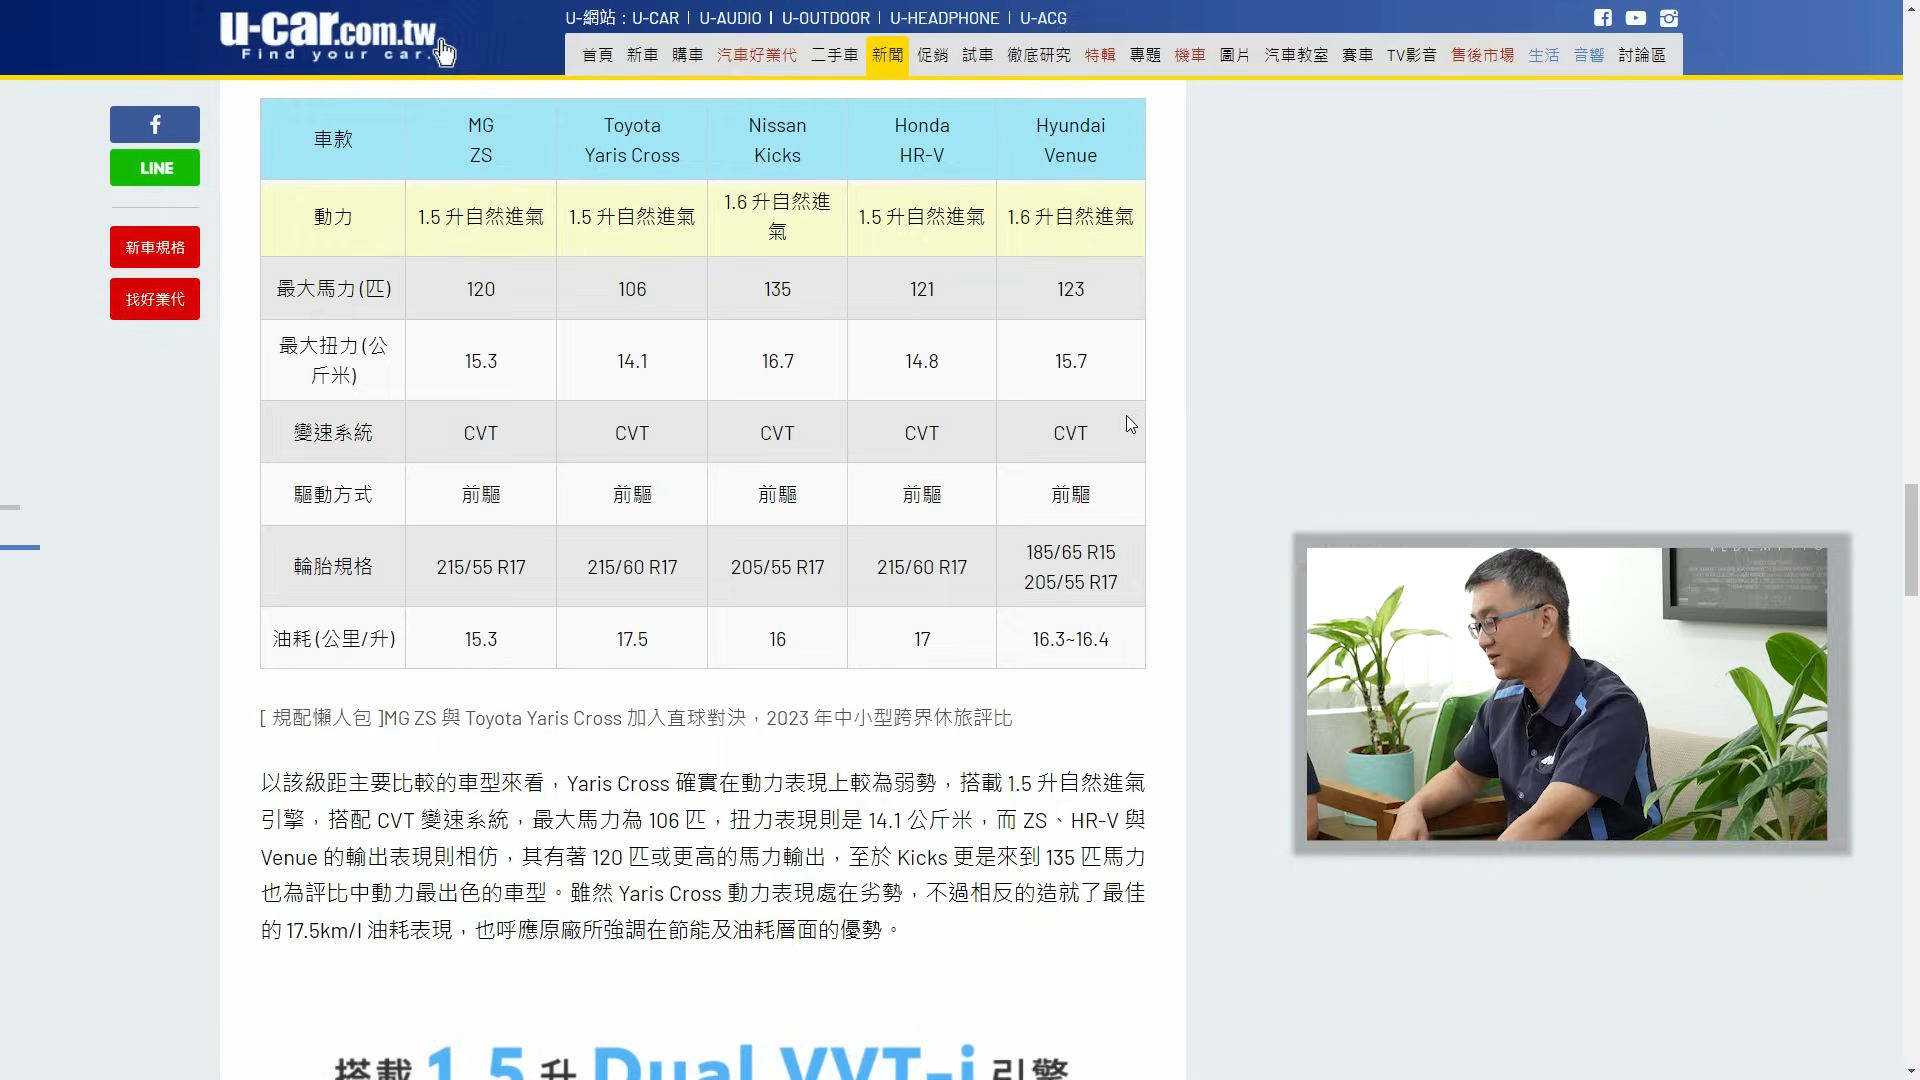 u-car.com.tw
Find your car.
U-網站：U-CAR | U-AUDIO | U-OUTDOOR | U-HEADPHONE | U-ACG
首頁 新車 購車 汽車好業代 二手車 新聞 促銷 試車 徹底研究 特輯 專題 機車 圖片 汽車教室 賽車 TV影音 售後市場 生活 音響 討論區
LINE
新車規格
找好業代
車款 MG ZS Toyota Yaris Cross Nissan Kicks Honda HR-V Hyundai Venue
動力 1.5 升自然進氣 1.5 升自然進氣 1.6 升自然進氣 1.5 升自然進氣 1.6 升自然進氣
最大馬力(匹) 120 106 135 121 123
最大扭力(公斤米) 15.3 14.1 16.7 14.8 15.7
變速系統 CVT CVT CVT CVT CVT
驅動方式 前驅 前驅 前驅 前驅 前驅
輪胎規格 215/55 R17 215/60 R17 205/55 R17 215/60 R17 185/65 R15 205/55 R17
油耗(公里/升) 15.3 17.5 16 17 16.3~16.4
[ 規配懶人包 ]MG ZS 與 Toyota Yaris Cross 加入直球對決，2023 年中小型跨界休旅評比
以該級距主要比較的車型來看，Yaris Cross 確實在動力表現上較為弱勢，搭載 1.5 升自然進氣
引擎，搭配 CVT 變速系統，最大馬力為 106 匹，扭力表現則是 14.1 公斤米，而 ZS、HR-V 與
Venue 的輸出表現則相仿，其有著 120 匹或更高的馬力輸出，至於 Kicks 更是來到 135 匹馬力
也為評比中動力最出色的車型。雖然 Yaris Cross 動力表現處在劣勢，不過相反的造就了最佳
的 17.5km/l 油耗表現，也呼應原廠所強調在節能及油耗層面的優勢。
搭載 1.5 升 Dual VVT-i 引擎